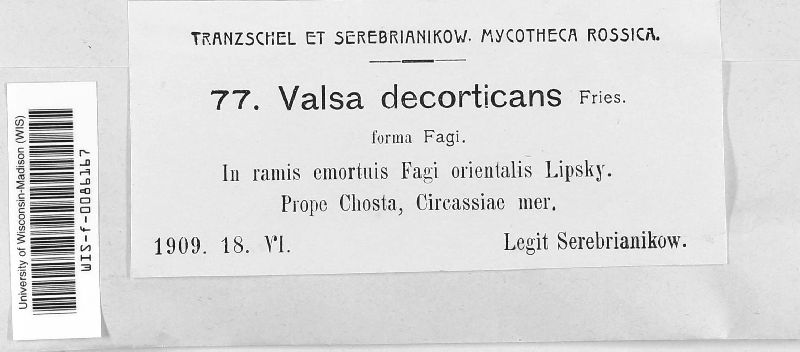 TRANZSCHEL ET SEREBRIANIKOW. MYCOTHECA ROSSICA.
77. Valsa decorticans Fries.
forma Fagi.
In ramis emortuis Fagi orientalis Lipsky.
Prope Chosta, Circassiae mer.
1909. 18. VI. Legit Serebrianikow.
University of Wisconsin-Madison (WIS)
WIS-f-0086167